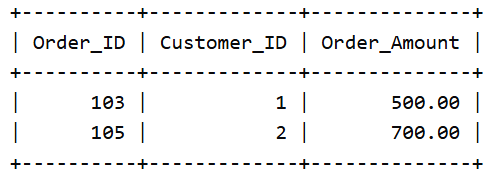 +----------+-------------+--------------+
| Order_ID | Customer_ID | Order_Amount |
+----------+-------------+--------------+
|      103 |           1 |       500.00 |
|      105 |           2 |       700.00 |
+----------+-------------+--------------+